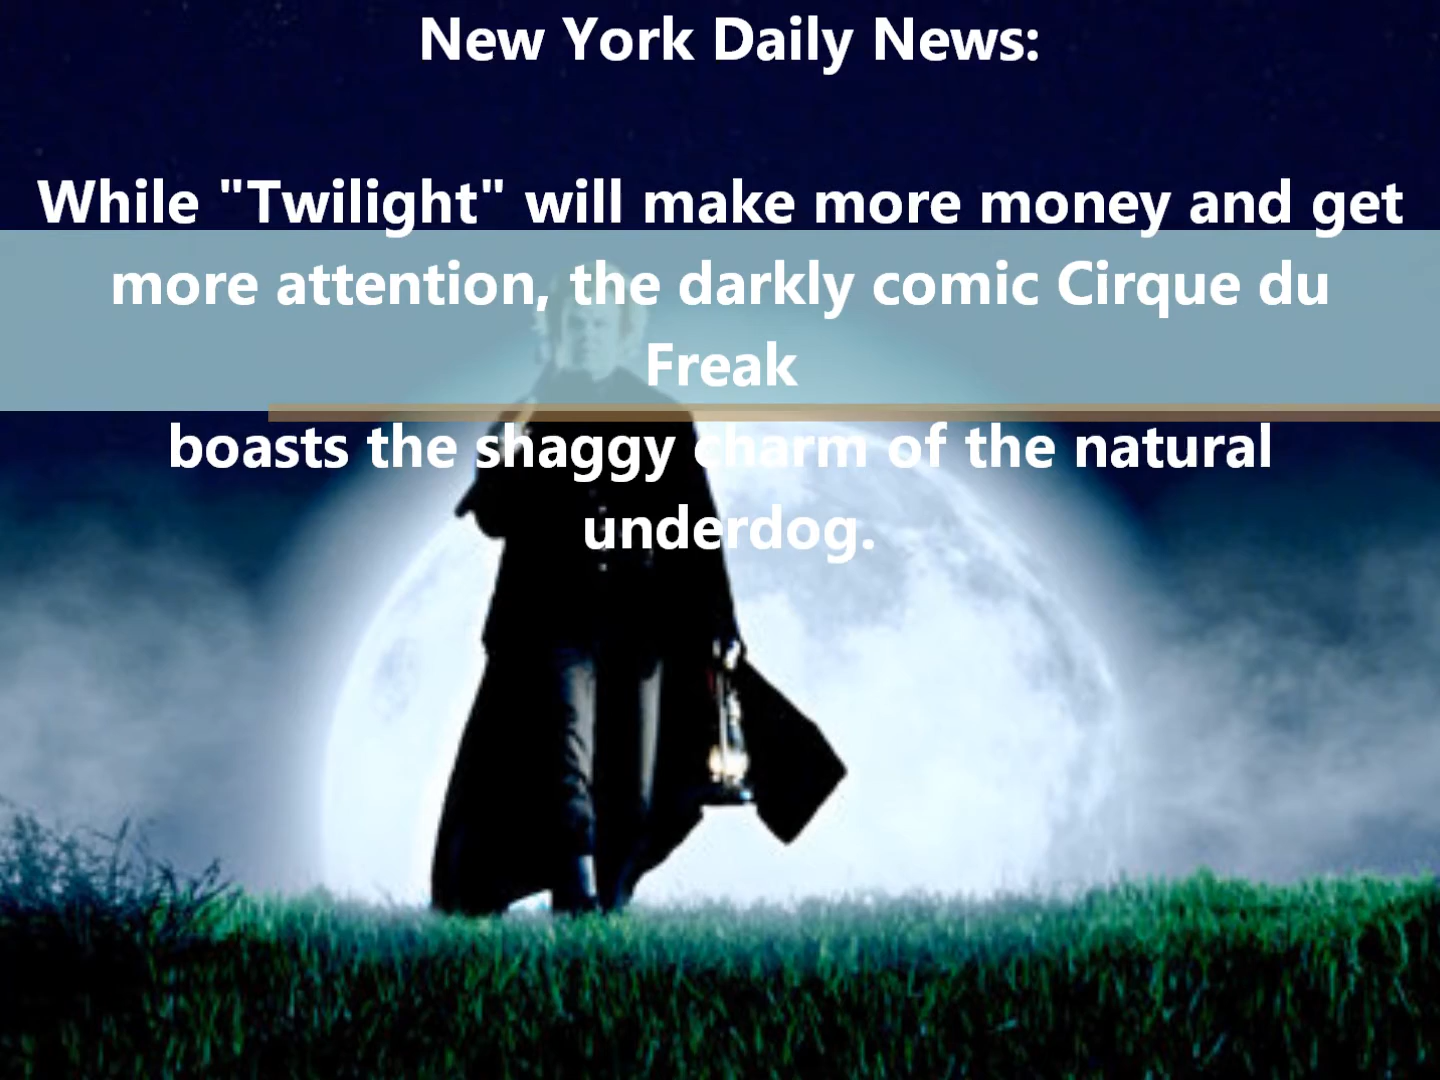 New York Daily News:
While "Twilight" will make more money and get
more attention, the darkly comic Cirque du
Freak
boasts the shaggy charm of the natural
underdog.